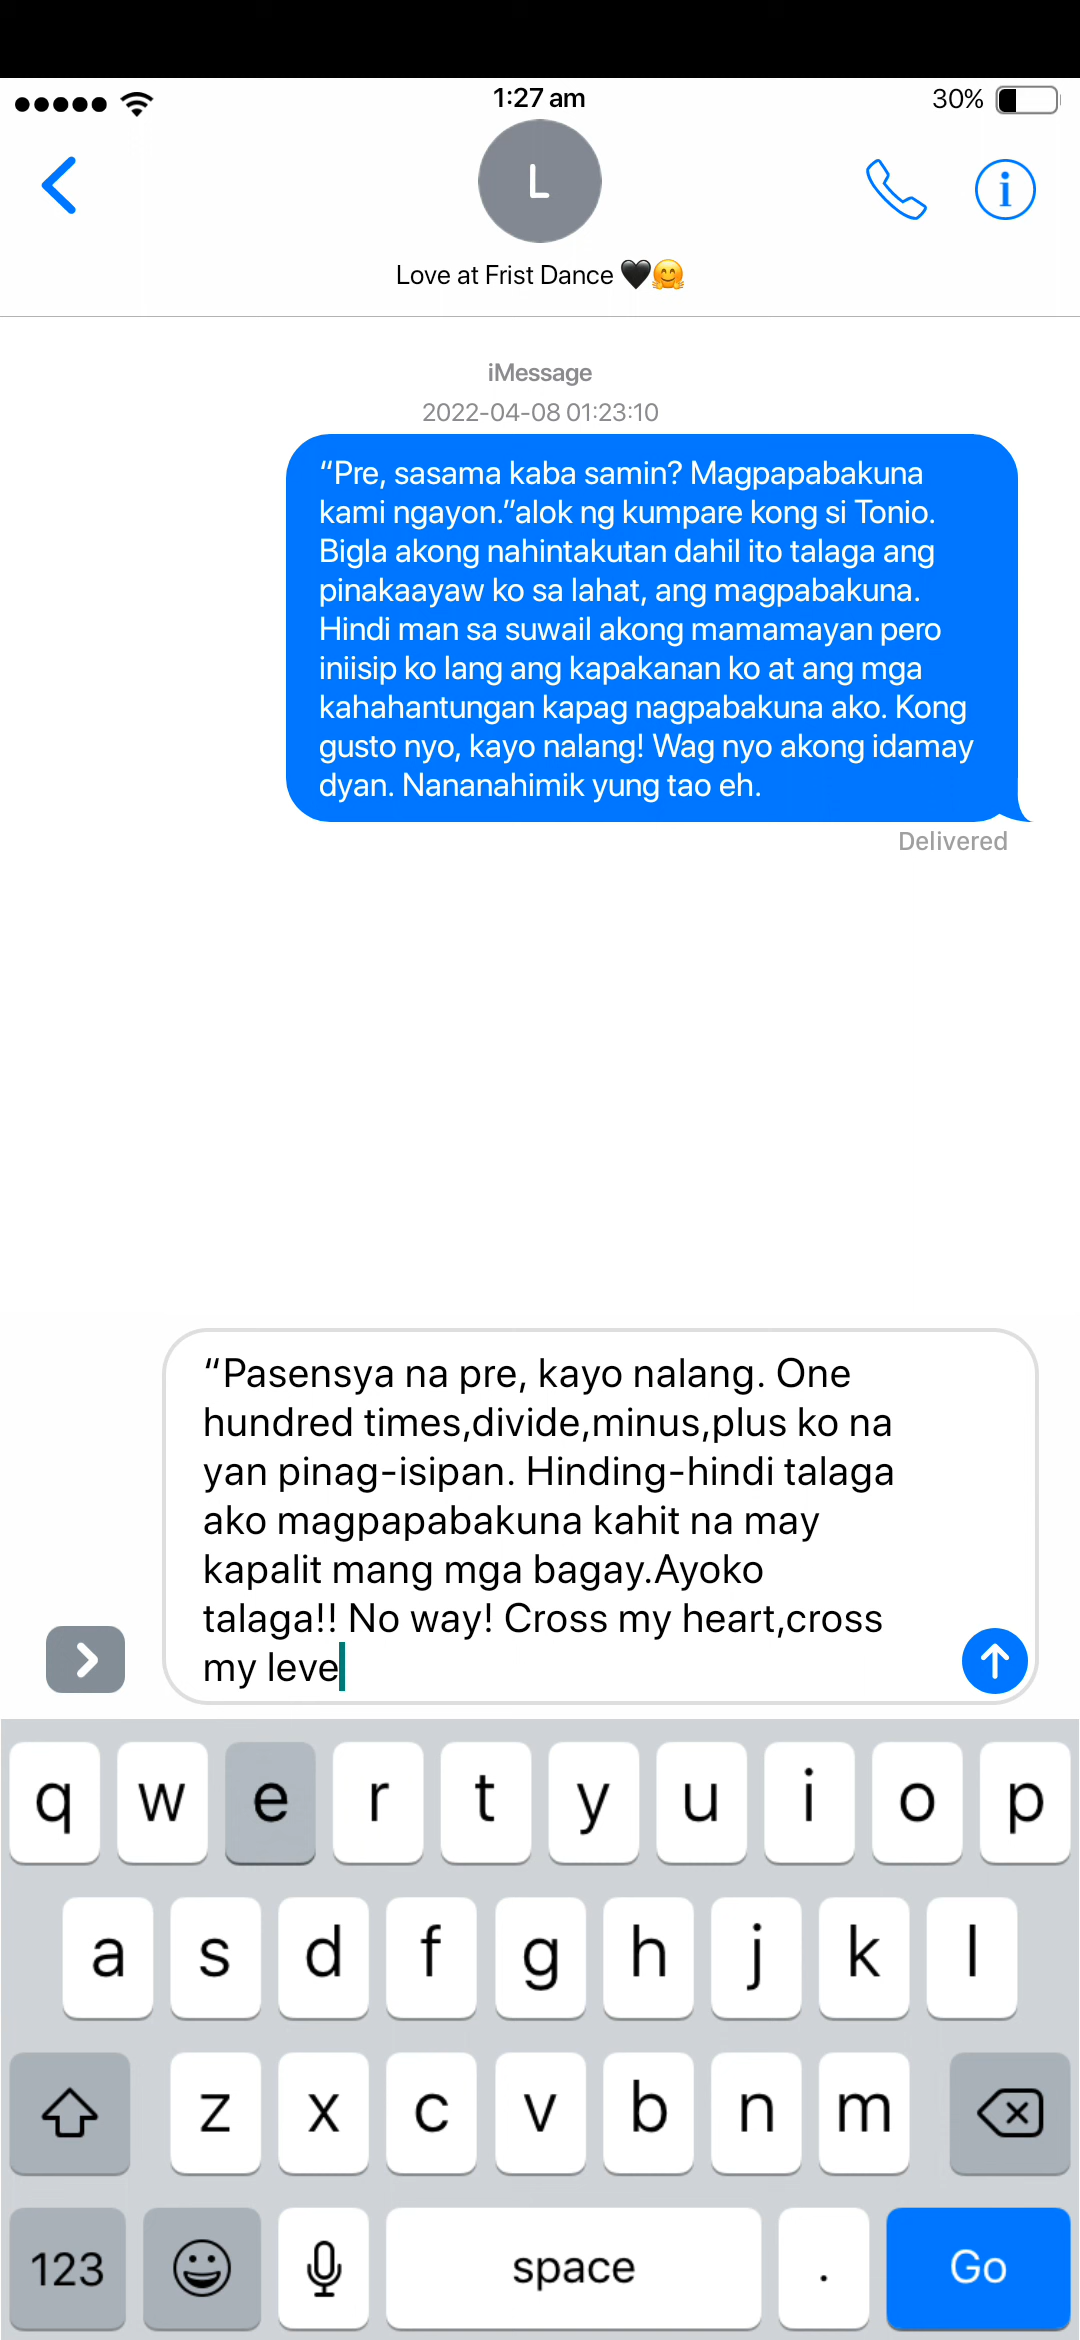 1:27 am
30%
L
Love at Frist Dance 🖤🤗
iMessage
2022-04-08 01:23:10
“Pre, sasama kaba samin? Magpapabakuna
kami ngayon.”alok ng kumpare kong si Tonio.
Bigla akong nahintakutan dahil ito talaga ang
pinakaayaw ko sa lahat, ang magpabakuna.
Hindi man sa suwail akong mamamayan pero
iniisip ko lang ang kapakanan ko at ang mga
kahahantungan kapag nagpabakuna ako. Kong
gusto nyo, kayo nalang! Wag nyo akong idamay
dyan. Nananahimik yung tao eh.
Delivered
“Pasensya na pre, kayo nalang. One
hundred times,divide,minus,plus ko na
yan pinag-isipan. Hinding-hindi talaga
ako magpapabakuna kahit na may
kapalit mang mga bagay.Ayoko
talaga!! No way! Cross my heart,cross
my leve
q w e r t y u i o p
a s d f g h j k l
z x c v b n m
123 space . Go